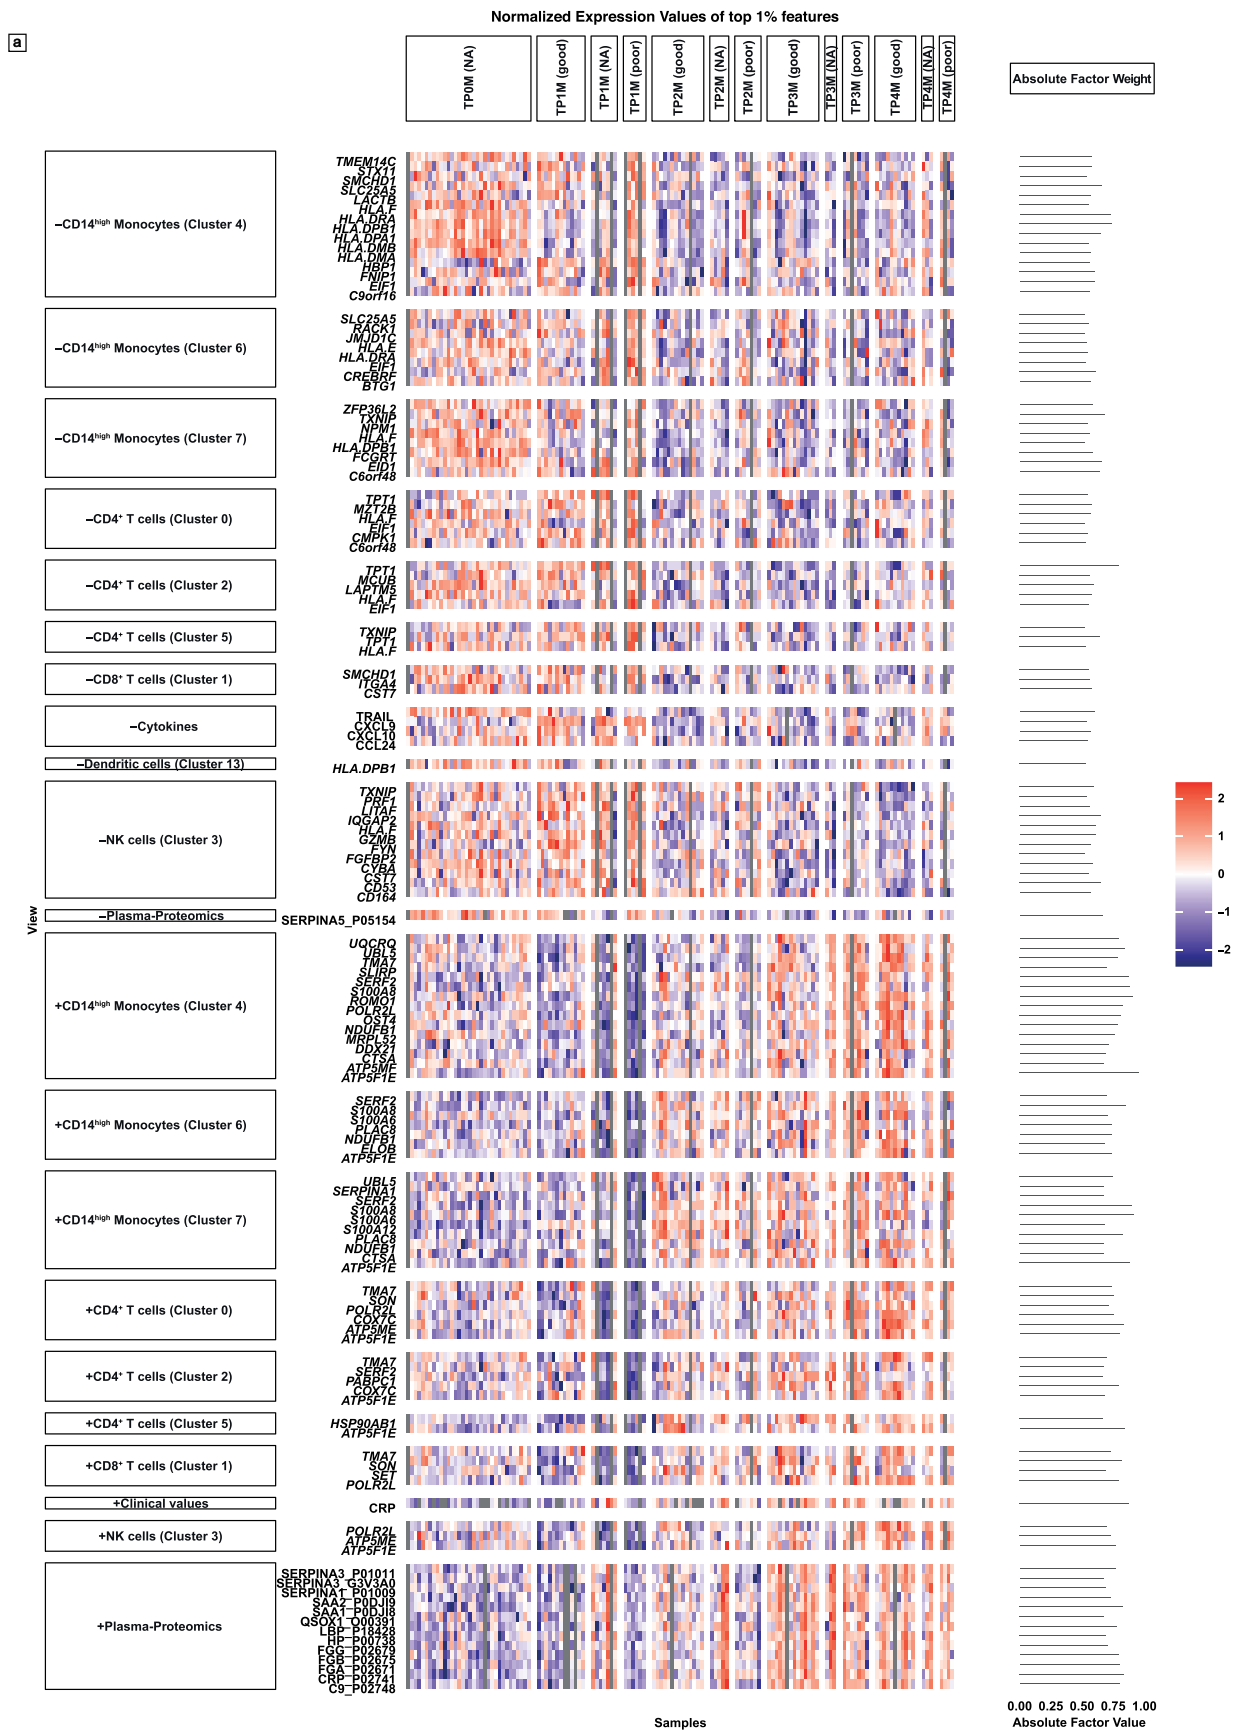 Normalized Expression Values of top 1% features
a
TP0M (NA)
TP1M (good)
TP1M (NA)
TP1M (poor)
TP2M (good)
TP2M (NA)
TP2M (poor)
TP3M (good)
TP3M (NA)
TP3M (poor)
TP4M (good)
TP4M (NA)
TP4M (poor)
Absolute Factor Weight
View
–CD14high Monocytes (Cluster 4)
TMEM14C
STX11
SMCHD1
SLC25A5
LACTB
HLA.F
HLA.DRA
HLA.DPB1
HLA.DPA1
HLA.DMB
HLA.DMA
HBP1
FNIP1
EIF1
C9orf16
–CD14high Monocytes (Cluster 6)
SLC25A5
RACK1
JMJD1C
HLA.E
HLA.DRA
EIF1
CREBRF
BTG1
–CD14high Monocytes (Cluster 7)
ZFP36L2
TXNIP
NPM1
HLA.F
HLA.DPB1
FCGRT
EID1
C6orf48
–CD4+ T cells (Cluster 0)
TPT1
MZT2B
HLA.F
EIF1
CMPK1
C6orf48
–CD4+ T cells (Cluster 2)
TPT1
MCUB
LAPTM5
HLA.F
EIF1
–CD4+ T cells (Cluster 5)
TXNIP
TPT1
HLA.F
–CD8+ T cells (Cluster 1)
SMCHD1
ITGA4
CST7
–Cytokines
TRAIL
CXCL9
CXCL10
CCL24
–Dendritic cells (Cluster 13)
HLA.DPB1
–NK cells (Cluster 3)
TXNIP
PRF1
LITAF
IQGAP2
HLA.F
GZMB
FYN
FGFBP2
CYBA
CST7
CD53
CD164
–Plasma-Proteomics
SERPINA5_P05154
+CD14high Monocytes (Cluster 4)
UQCRQ
UBL5
TMA7
SLIRP
SERF2
S100A8
ROMO1
POLR2L
OST4
NDUFB1
MRPL52
DDX21
CTSA
ATP5MF
ATP5F1E
+CD14high Monocytes (Cluster 6)
SERF2
S100A8
S100A6
PLAC8
NDUFB1
ELOB
ATP5F1E
+CD14high Monocytes (Cluster 7)
UBL5
SERPINA1
SERF2
S100A8
S100A6
S100A12
PLAC8
NDUFB1
CTSA
ATP5F1E
+CD4+ T cells (Cluster 0)
TMA7
SON
POLR2L
COX7C
ATP5ME
ATP5F1E
+CD4+ T cells (Cluster 2)
TMA7
SERF2
PABPC1
COX7C
ATP5F1E
+CD4+ T cells (Cluster 5)
HSP90AB1
ATP5F1E
+CD8+ T cells (Cluster 1)
TMA7
SON
SET
POLR2L
+Clinical values
CRP
+NK cells (Cluster 3)
POLR2L
ATP5ME
ATP5F1E
+Plasma-Proteomics
SERPINA3_P01011
SERPINA3_G3V3A0
SERPINA1_P01009
SAA2_P0DJI9
SAA1_P0DJI8
QSOX1_O00391
LBP_P18428
HP_P00738
FGG_P02679
FGB_P02675
FGA_P02671
CRP_P02741
C9_P02748
2
1
0
–1
–2
0.00 0.25 0.50 0.75 1.00
Samples
Absolute Factor Value